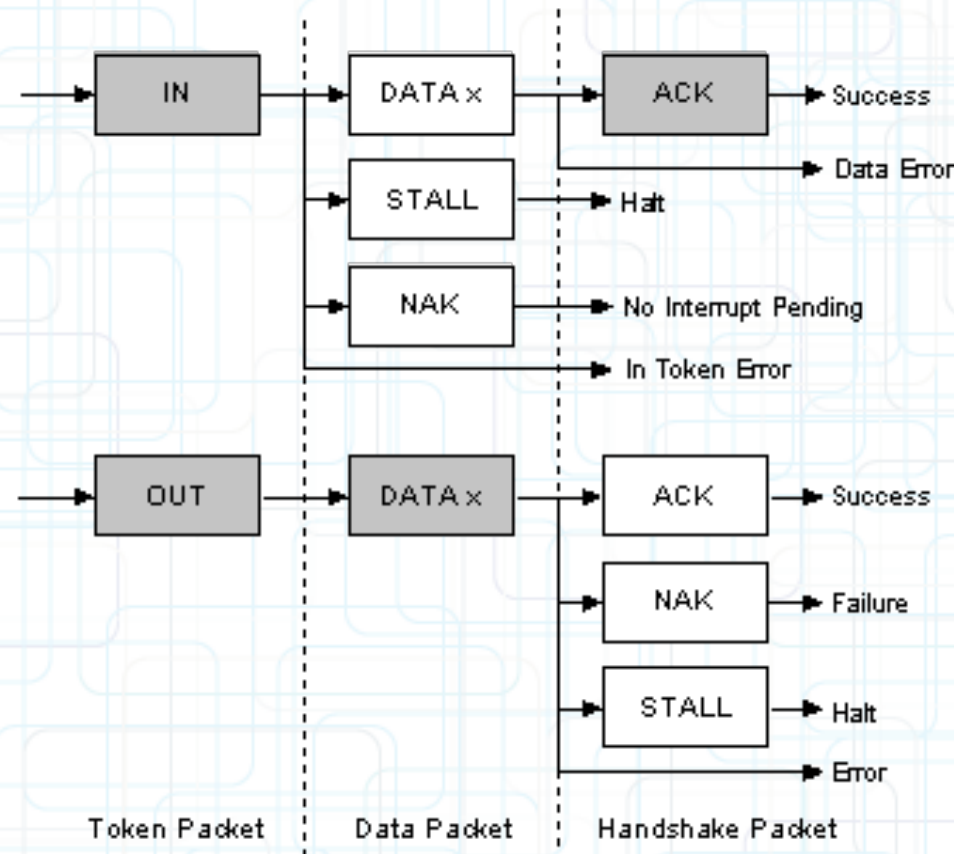 IN
DATA x
ACK
Success
Data Error
STALL
Halt
NAK
No Interrupt Pending
In Token Error
OUT
DATA x
ACK
Success
NAK
Failure
STALL
Halt
Error
Token Packet
Data Packet
Handshake Packet